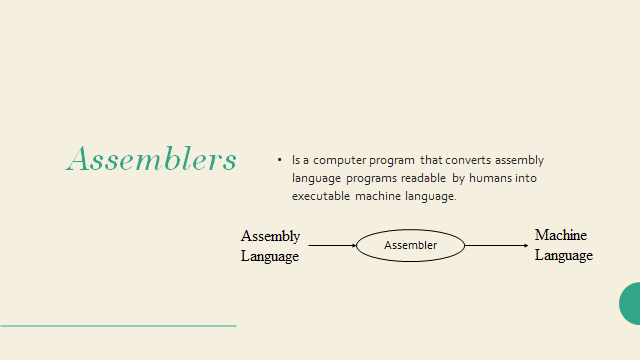 Assemblers
• Is a computer program that converts assembly
language programs readable by humans into
executable machine language.
Assembly
Language
Assembler
Machine
Language